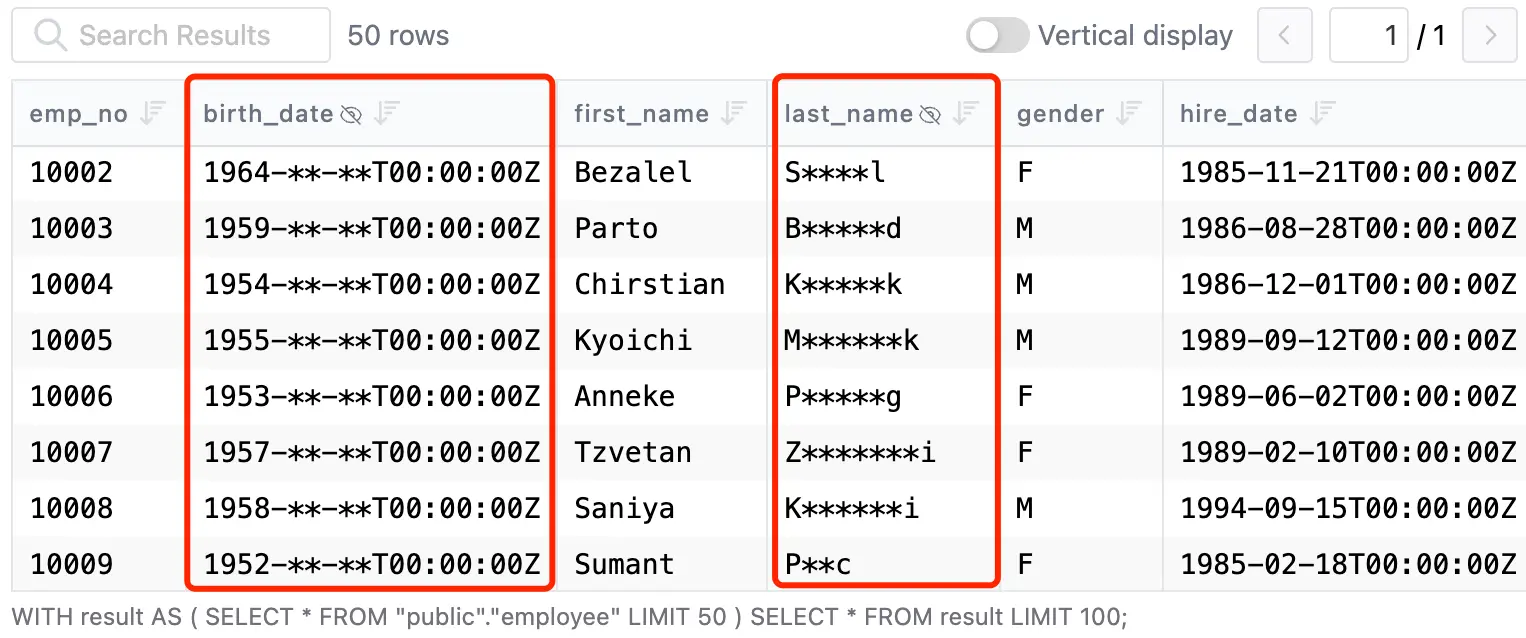 Search Results 50 rows Vertical display 1 / 1
emp_no birth_date first_name last_name gender hire_date
10002 1964-**-**T00:00:00Z Bezalel S****l F 1985-11-21T00:00:00Z
10003 1959-**-**T00:00:00Z Parto B*****d M 1986-08-28T00:00:00Z
10004 1954-**-**T00:00:00Z Chirstian K*****k M 1986-12-01T00:00:00Z
10005 1955-**-**T00:00:00Z Kyoichi M******k M 1989-09-12T00:00:00Z
10006 1953-**-**T00:00:00Z Anneke P*****g F 1989-06-02T00:00:00Z
10007 1957-**-**T00:00:00Z Tzvetan Z*******i F 1989-02-10T00:00:00Z
10008 1958-**-**T00:00:00Z Saniya K******i M 1994-09-15T00:00:00Z
10009 1952-**-**T00:00:00Z Sumant P**c F 1985-02-18T00:00:00Z
WITH result AS ( SELECT * FROM "public"."employee" LIMIT 50 ) SELECT * FROM result LIMIT 100;